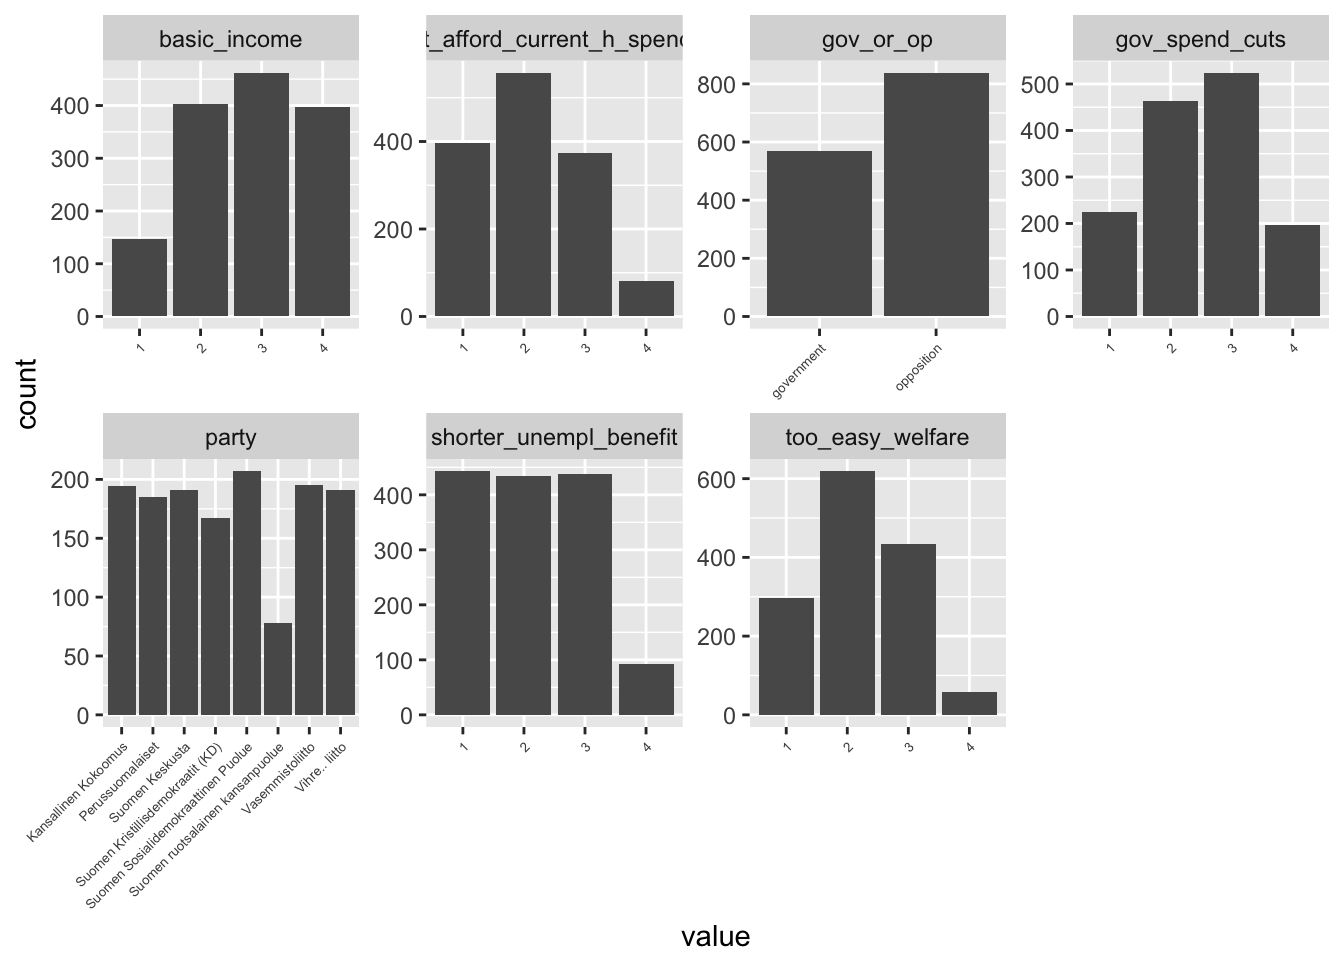 basic_income
t_afford_current_h_spend
gov_or_op
gov_spend_cuts
400
300
200
100
0
1 2 3 4
400
200
0
1 2 3 4
800
600
400
200
0
government opposition
500
400
300
200
100
0
1 2 3 4
count
party
shorter_unempl_benefit
too_easy_welfare
200
150
100
50
0
Kansallinen Kokoomus
Perussuomalaiset
Suomen Keskusta
Suomen Kristillisdemokraatit (KD)
Suomen Sosialidemokraattinen Puolue
Suomen ruotsalainen kansanpuolue
Vasemmistoliitto
Vihre.. liitto
400
300
200
100
0
1 2 3 4
600
400
200
0
1 2 3 4
value